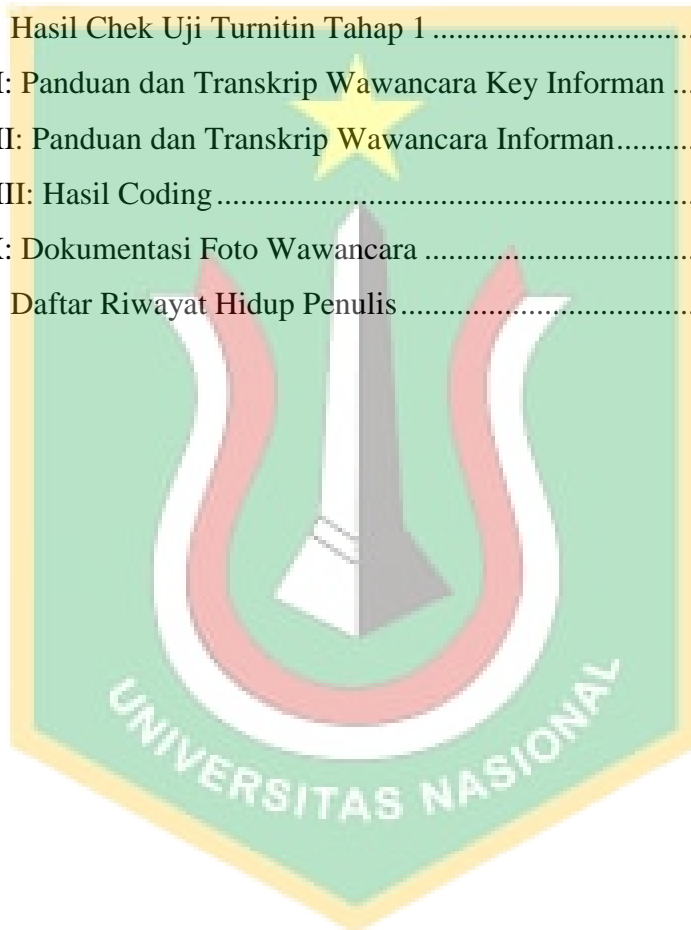 Hasil Chek Uji Turnitin Tahap 1 ................................
I: Panduan dan Transkrip Wawancara Key Informan ...
II: Panduan dan Transkrip Wawancara Informan..........
III: Hasil Coding ..........................................................
X: Dokumentasi Foto Wawancara .................................
Daftar Riwayat Hidup Penulis ....................................
UNIVERSITAS NASIONAL